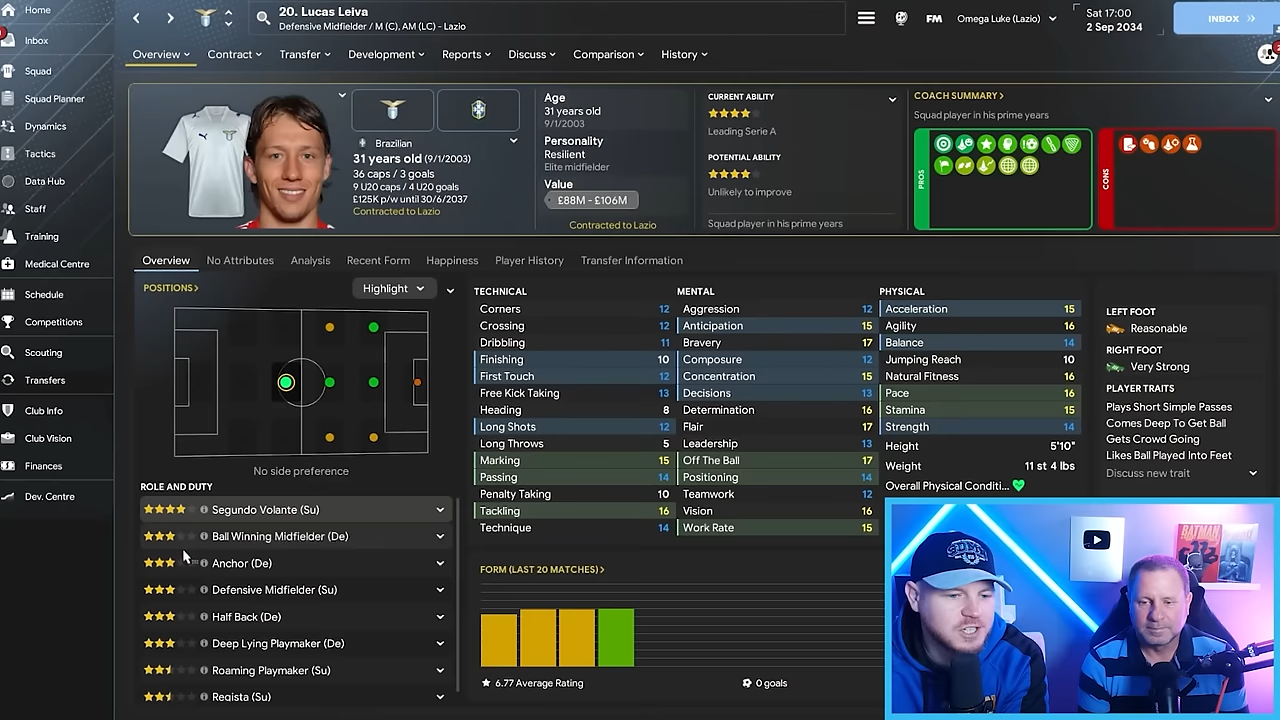 Home
20. Lucas Leiva
Defensive Midfielder / M (C), AM (LC) - Lazio
FM
Omega Luke (Lazio)
Sat 17:00
2 Sep 2034
INBOX
Inbox
Squad
Squad Planner
Dynamics
Tactics
Data Hub
Staff
Training
Medical Centre
Schedule
Competitions
Scouting
Transfers
Club Info
Club Vision
Finances
Dev. Centre
Overview
Contract
Transfer
Development
Reports
Discuss
Comparison
History
Brazilian
31 years old (9/1/2003)
36 caps / 3 goals
9 U20 caps / 4 U20 goals
£125K p/w until 30/6/2037
Contracted to Lazio
Age
31 years old
9/1/2003
Personality
Resilient
Elite midfielder
Value
£88M - £106M
Contracted to Lazio
CURRENT ABILITY
Leading Serie A
POTENTIAL ABILITY
Unlikely to improve
Squad player in his prime years
COACH SUMMARY >
Squad player in his prime years
PROS
CONS
Overview
No Attributes
Analysis
Recent Form
Happiness
Player History
Transfer Information
POSITIONS >
Highlight
No side preference
ROLE AND DUTY
Segundo Volante (Su)
Ball Winning Midfielder (De)
Anchor (De)
Defensive Midfielder (Su)
Half Back (De)
Deep Lying Playmaker (De)
Roaming Playmaker (Su)
Regista (Su)
TECHNICAL
Corners 12
Crossing 12
Dribbling 11
Finishing 10
First Touch 12
Free Kick Taking 13
Heading 8
Long Shots 12
Long Throws 5
Marking 15
Passing 14
Penalty Taking 10
Tackling 16
Technique 14
MENTAL
Aggression 12
Anticipation 15
Bravery 17
Composure 12
Concentration 15
Decisions 13
Determination 16
Flair 17
Leadership 13
Off The Ball 17
Positioning 14
Teamwork 12
Vision 16
Work Rate 15
PHYSICAL
Acceleration 15
Agility 16
Balance 14
Jumping Reach 10
Natural Fitness 16
Pace 16
Stamina 15
Strength 14
Height 5'10"
Weight 11 st 4 lbs
Overall Physical Conditi...
LEFT FOOT
Reasonable
RIGHT FOOT
Very Strong
PLAYER TRAITS
Plays Short Simple Passes
Comes Deep To Get Ball
Gets Crowd Going
Likes Ball Played Into Feet
Discuss new trait
FORM (LAST 20 MATCHES) >
6.77 Average Rating
0 goals
BATMAN